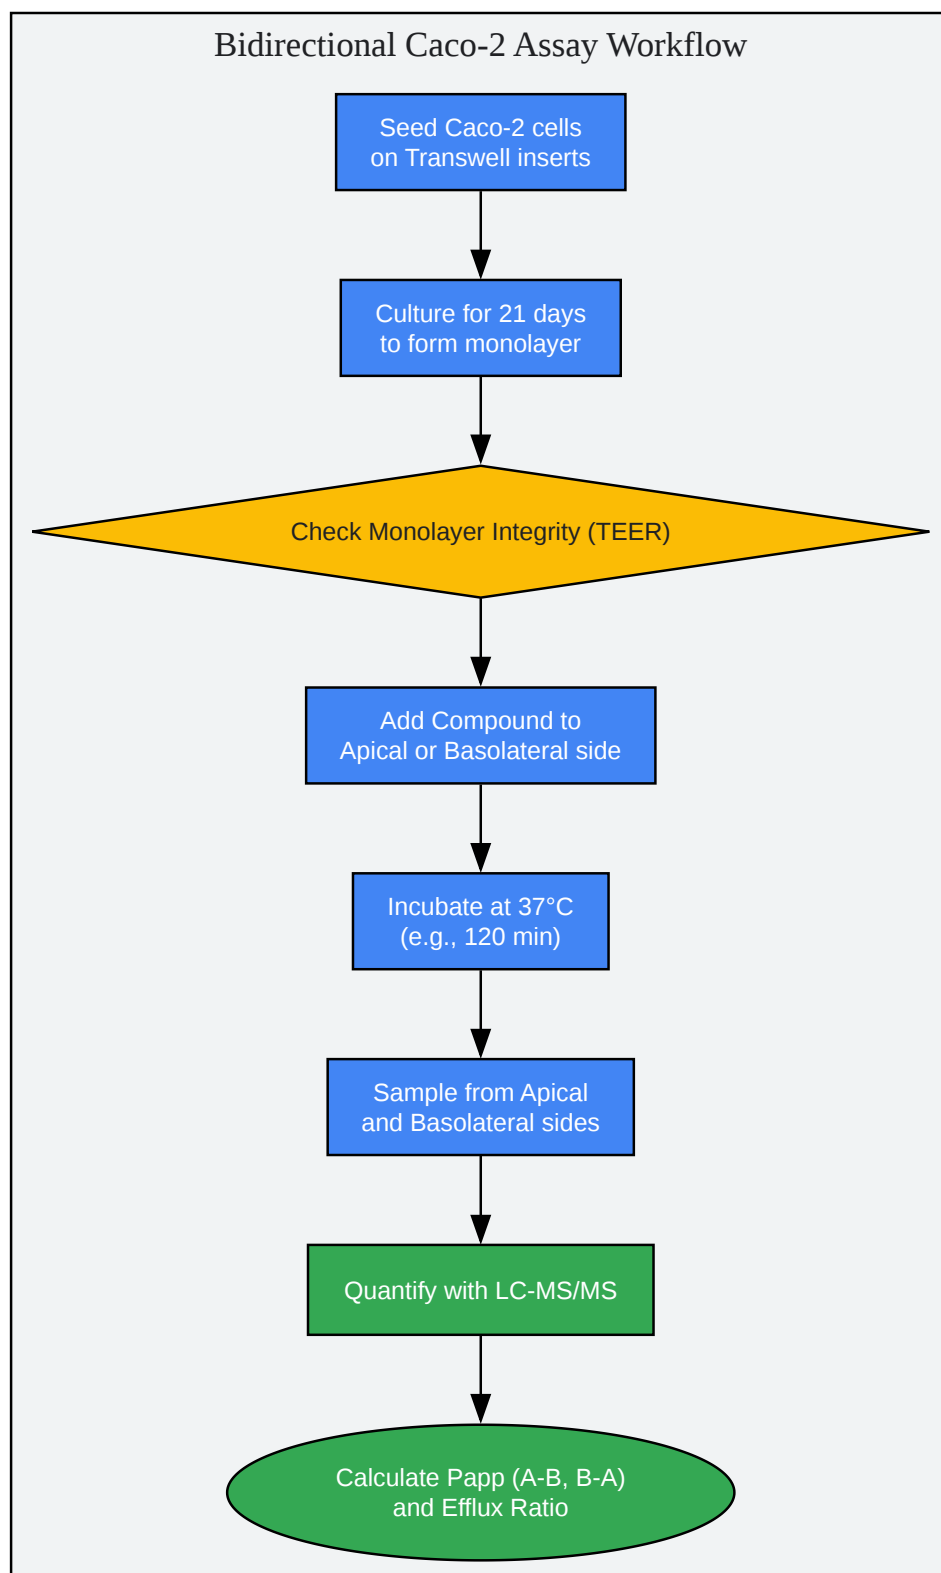 Bidirectional Caco-2 Assay Workflow
Seed Caco-2 cells
on Transwell inserts
Culture for 21 days
to form monolayer
Check Monolayer Integrity (TEER)
Add Compound to
Apical or Basolateral side
Incubate at 37°C
(e.g., 120 min)
Sample from Apical
and Basolateral sides
Quantify with LC-MS/MS
Calculate Papp (A-B, B-A)
and Efflux Ratio